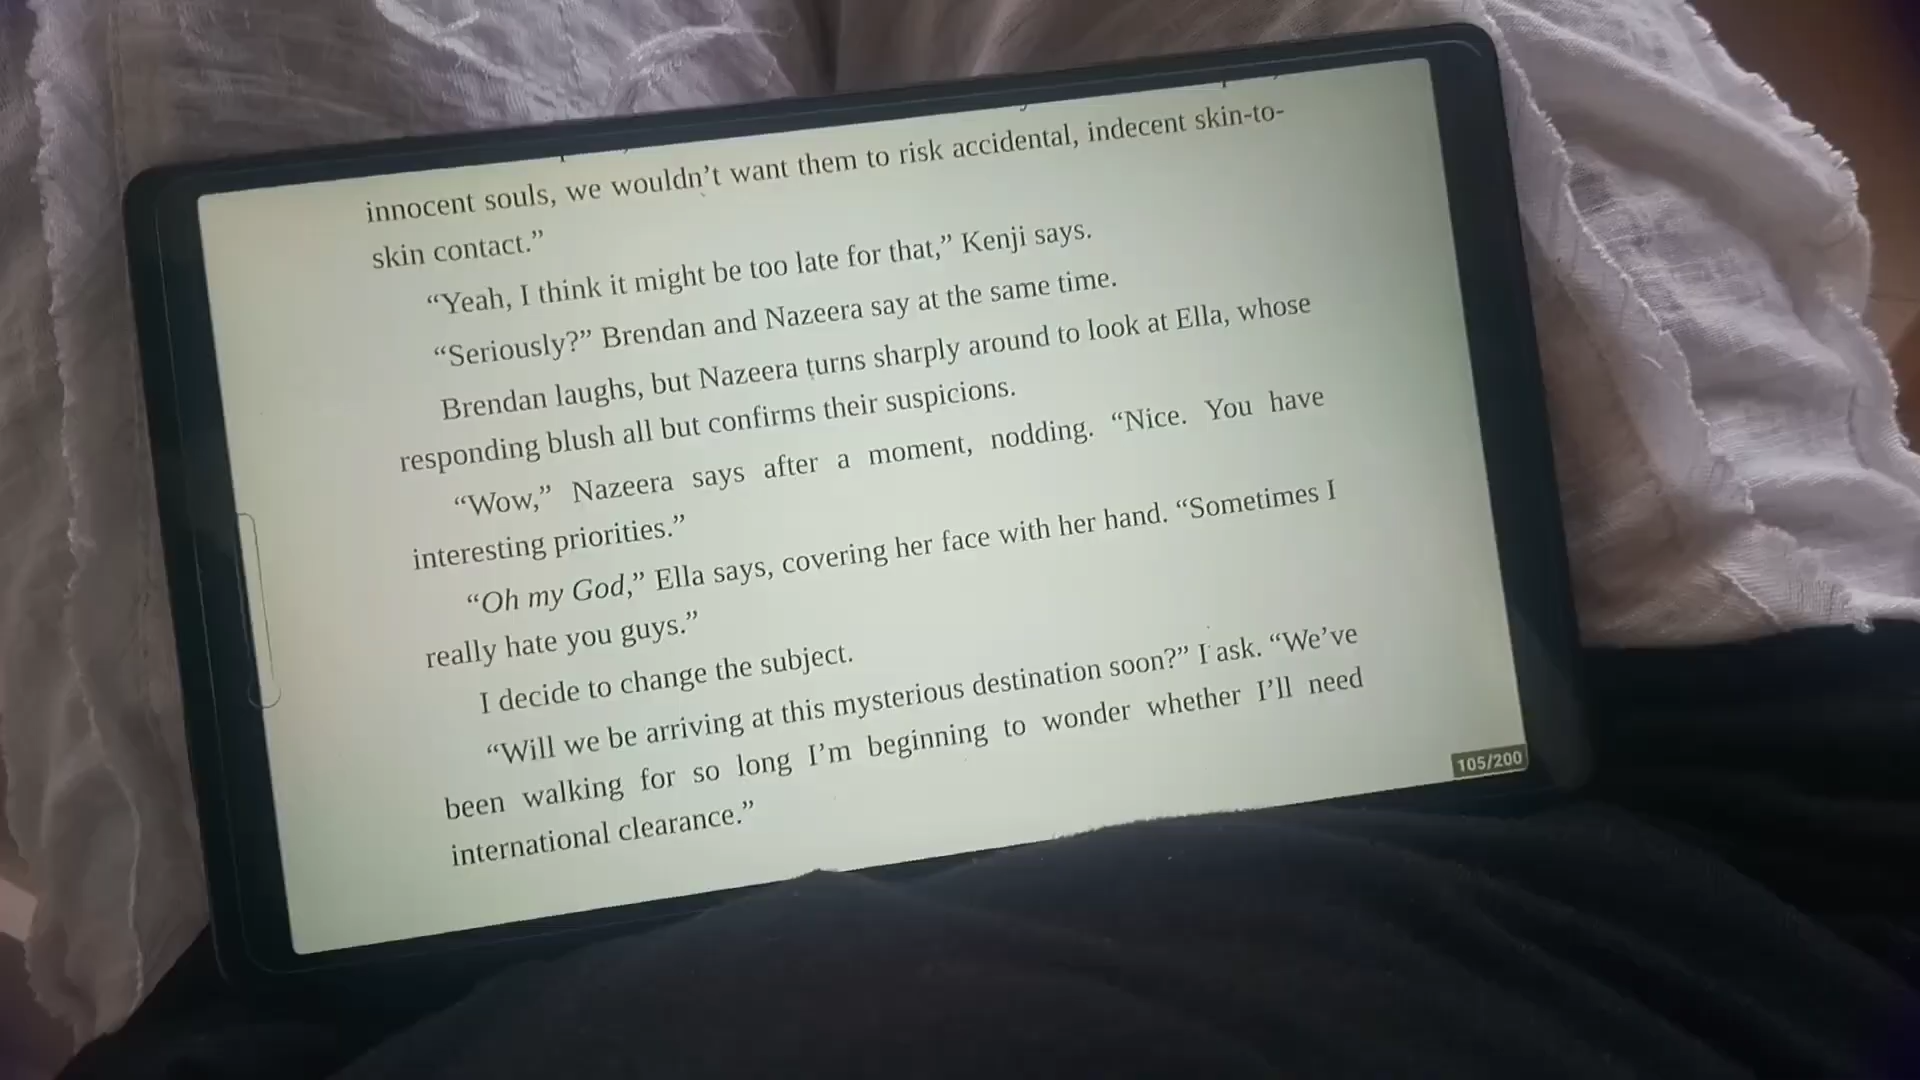 innocent souls, we wouldn’t want them to risk accidental, indecent skin-to-
skin contact.”
“Yeah, I think it might be too late for that,” Kenji says.
“Seriously?” Brendan and Nazeera say at the same time.
Brendan laughs, but Nazeera turns sharply around to look at Ella, whose
responding blush all but confirms their suspicions.
“Wow,” Nazeera says after a moment, nodding. “Nice. You have
interesting priorities.”
“Oh my God,” Ella says, covering her face with her hand. “Sometimes I
really hate you guys.”
I decide to change the subject.
“Will we be arriving at this mysterious destination soon?” I ask. “We’ve
been walking for so long I’m beginning to wonder whether I’ll need
international clearance.”
105/200